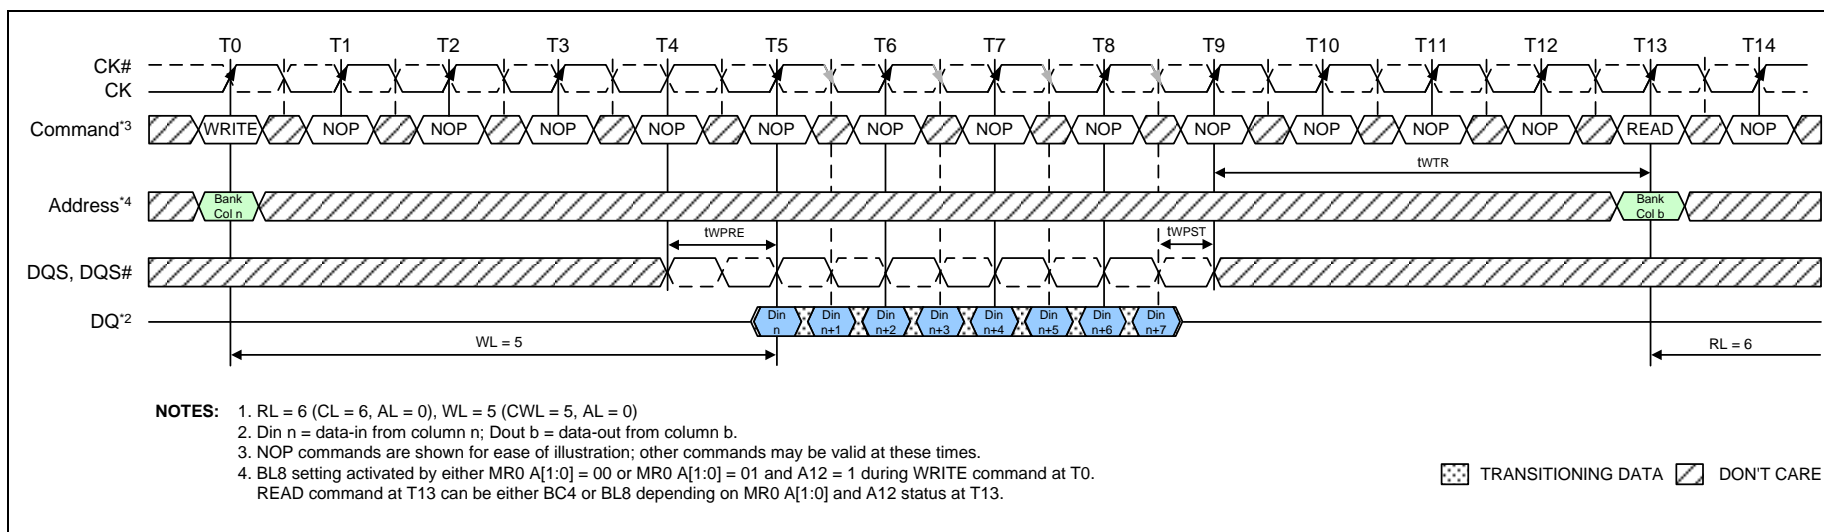 T0 T1 T2 T3 T4 T5 T6 T7 T8 T9 T10 T11 T12 T13 T14
CK#
CK
Command*3 WRITE NOP NOP NOP NOP NOP NOP NOP NOP NOP NOP NOP NOP READ NOP
tWTR
Address*4 Bank Col n Bank Col b
tWPRE tWPST
DQS, DQS#
DQ*2 Din n Din n+1 Din n+2 Din n+3 Din n+4 Din n+5 Din n+6 Din n+7
WL = 5 RL = 6
NOTES: 1. RL = 6 (CL = 6, AL = 0), WL = 5 (CWL = 5, AL = 0)
2. Din n = data-in from column n; Dout b = data-out from column b.
3. NOP commands are shown for ease of illustration; other commands may be valid at these times.
4. BL8 setting activated by either MR0 A[1:0] = 00 or MR0 A[1:0] = 01 and A12 = 1 during WRITE command at T0.
READ command at T13 can be either BC4 or BL8 depending on MR0 A[1:0] and A12 status at T13.
TRANSITIONING DATA DON'T CARE